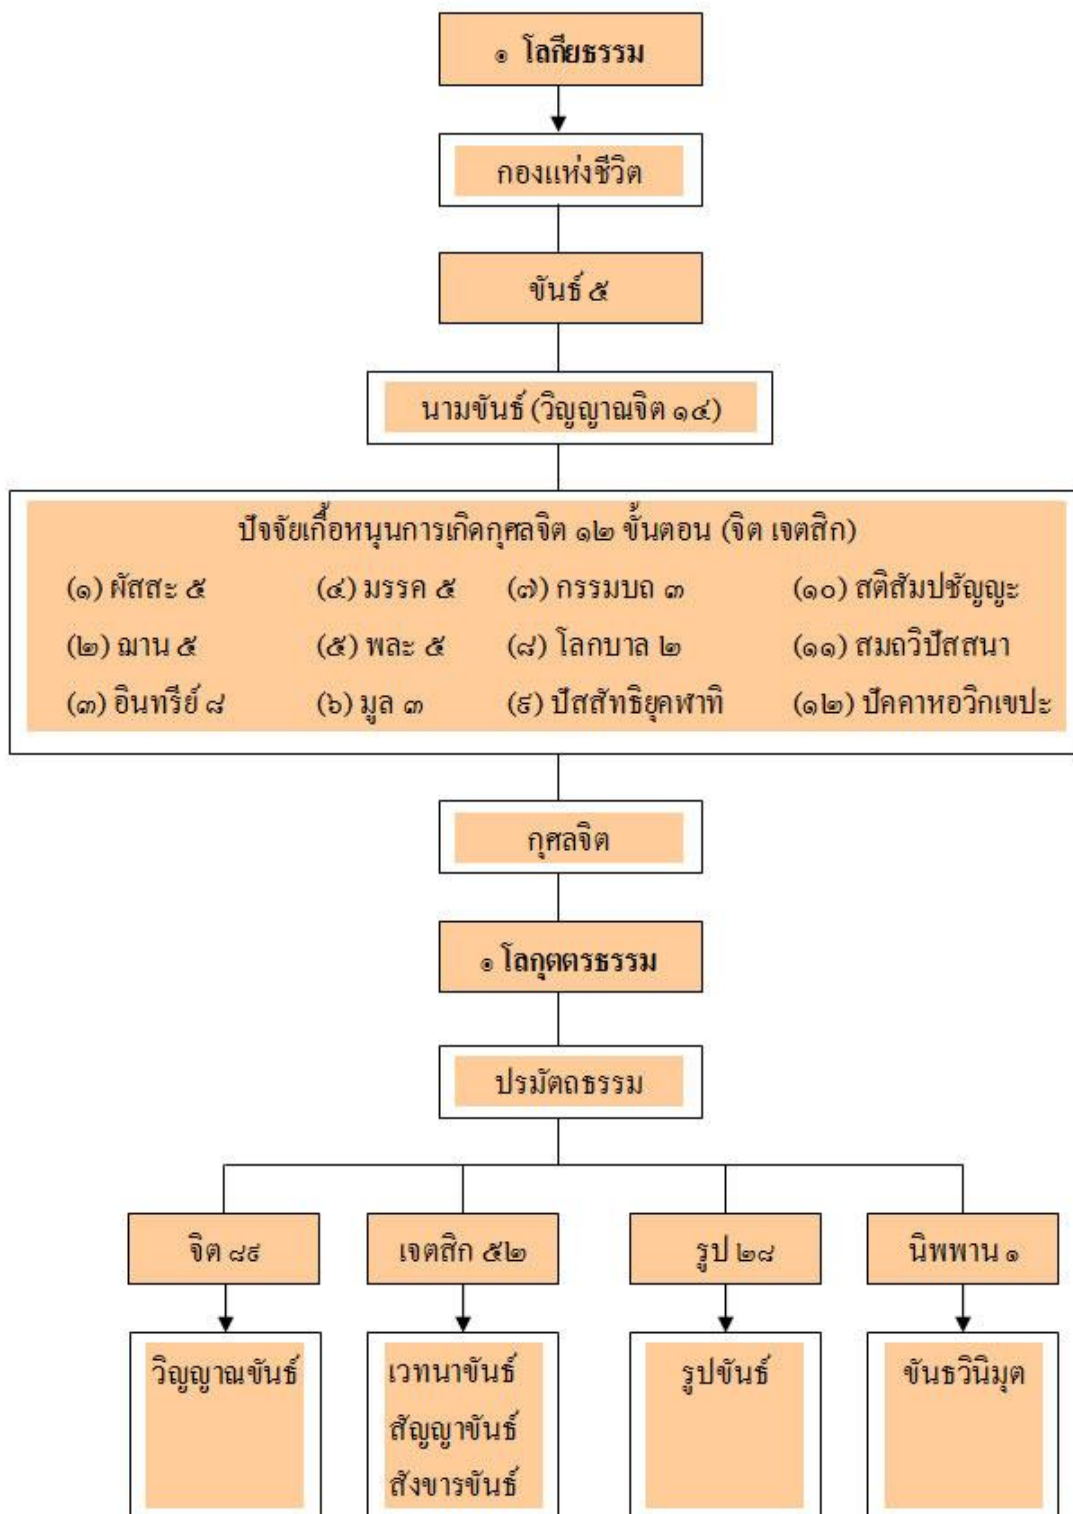 ๑ โลกียธรรม
กองแห่งชีวิต
ขันธ์ ๕
นามขันธ์ (วิญญาณจิต ๑๔)
ปัจจัยเกื้อหนุนการเกิดกุศลจิต ๑๒ ขั้นตอน (จิต เจตสิก)
(๑) ผัสสะ ๕ (๔) มรรค ๕ (๗) กรรมบถ ๓ (๑๐) สติสัมปชัญญะ
(๒) ฌาน ๕ (๕) พละ ๕ (๘) โลกบาล ๒ (๑๑) สมถวิปัสสนา
(๓) อินทรีย์ ๘ (๖) มูล ๓ (๙) ปัสสัทธิยุคฬาทิ (๑๒) ปัคคาหอวิกเขปะ
กุศลจิต
๑ โลกุตตรธรรม
ปรมัตถธรรม
จิต ๘๙ เจตสิก ๕๒ รูป ๒๘ นิพพาน ๑
วิญญาณขันธ์ เวทนาขันธ์ รูปขันธ์ ขันธวินิมุต
สัญญาขันธ์
สังขารขันธ์